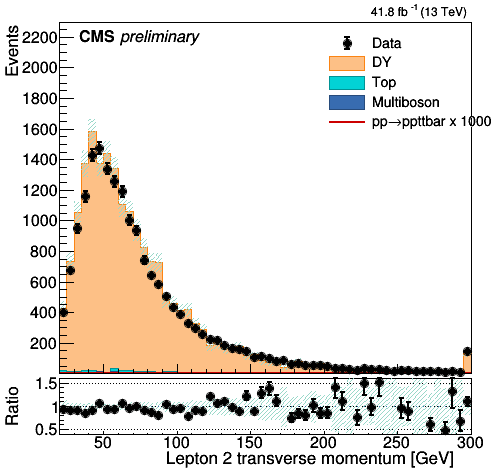 41.8 fb⁻¹ (13 TeV)
CMS preliminary
Events
2200
2000
1800
1600
1400
1200
1000
800
600
400
200
Data
DY
Top
Multiboson
pp→ppttbar x 1000
Ratio
1.5
1
0.5
50 100 150 200 250 300
Lepton 2 transverse momentum [GeV]